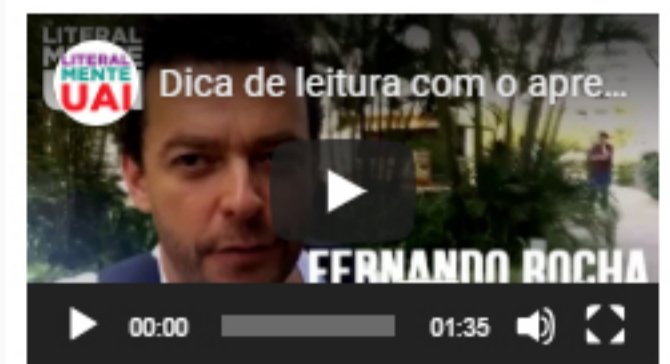 LITERAL
MENTE
UAI
Dica de leitura com o apre...
FERNANDO ROCHA
00:00
01:35